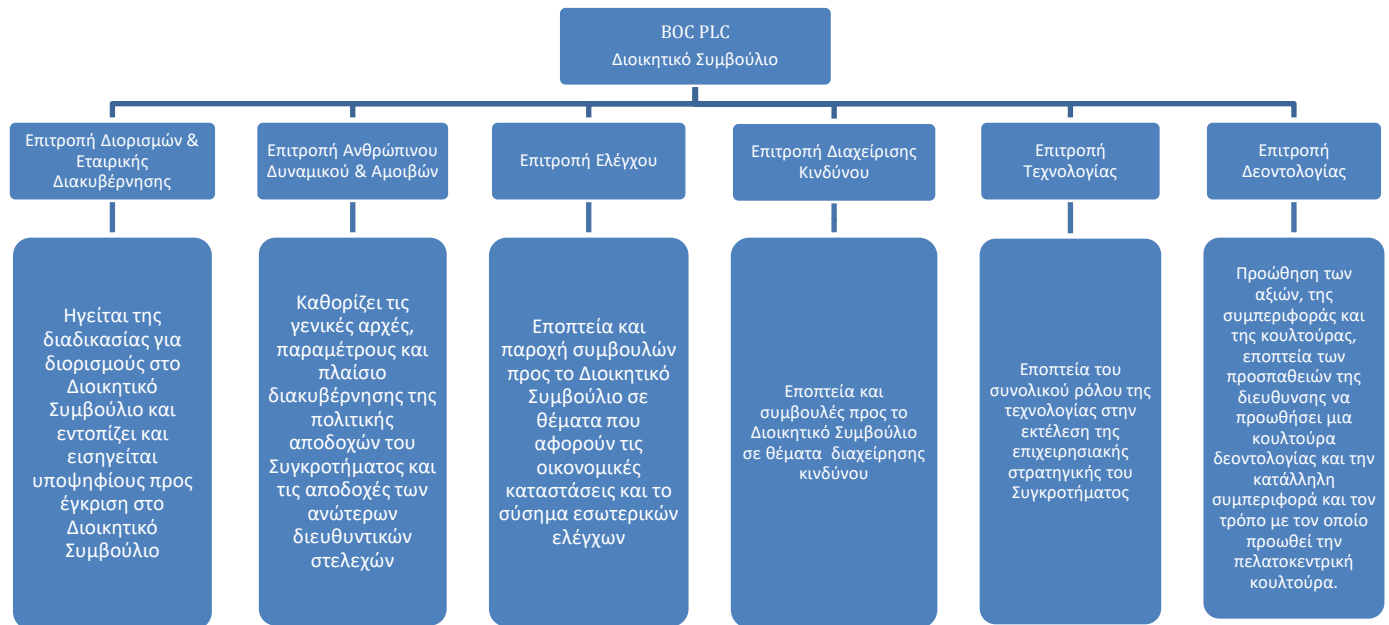 BOC PLC
Διοικητικό Συμβούλιο
Επιτροπή Διορισμών &
Εταιρικής
Διακυβέρνησης
Επιτροπή Ανθρώπινου
Δυναμικού & Αμοιβών
Επιτροπή Ελέγχου
Επιτροπή Διαχείρισης
Κινδύνου
Επιτροπή
Τεχνολογίας
Επιτροπή
Δεοντολογίας
Ηγείται της
διαδικασίας για
διορισμούς στο
Διοικητικό
Συμβούλιο και
εντοπίζει και
εισηγείται
υποψηφίους προς
έγκριση στο
Διοικητικό
Συμβούλιο
Καθορίζει τις
γενικές αρχές,
παραμέτρους και
πλαίσιο
διακυβέρνησης της
πολιτικής
αποδοχών του
Συγκροτήματος και
τις αποδοχές των
ανώτερων
διευθυντικών
στελεχών
Εποπτεία και
παροχή συμβουλών
προς το Διοικητικό
Συμβούλιο σε
θέματα που
αφορούν τις
οικονομικές
καταστάσεις και το
σύσημα εσωτερικών
ελέγχων
Εποπτεία και
συμβουλές προς το
Διοικητικό Συμβούλιο
σε θέματα διαχείρησης
κινδύνου
Εποπτεία του
συνολικού ρόλου της
τεχνολογίας στην
εκτέλεση της
επιχειρησιακής
στρατηγικής του
Συγκροτήματος
Προώθηση των
αξιών, της
συμπεριφοράς και
της κουλτούρας,
εποπτεία των
προσπαθειών της
διευθυνσης να
προωθήσει μια
κουλτούρα
δεοντολογίας και την
κατάλληλη
συμπεριφορά και τον
τρόπο με τον οποίο
προωθεί την
πελατοκεντρική
κουλτούρα.